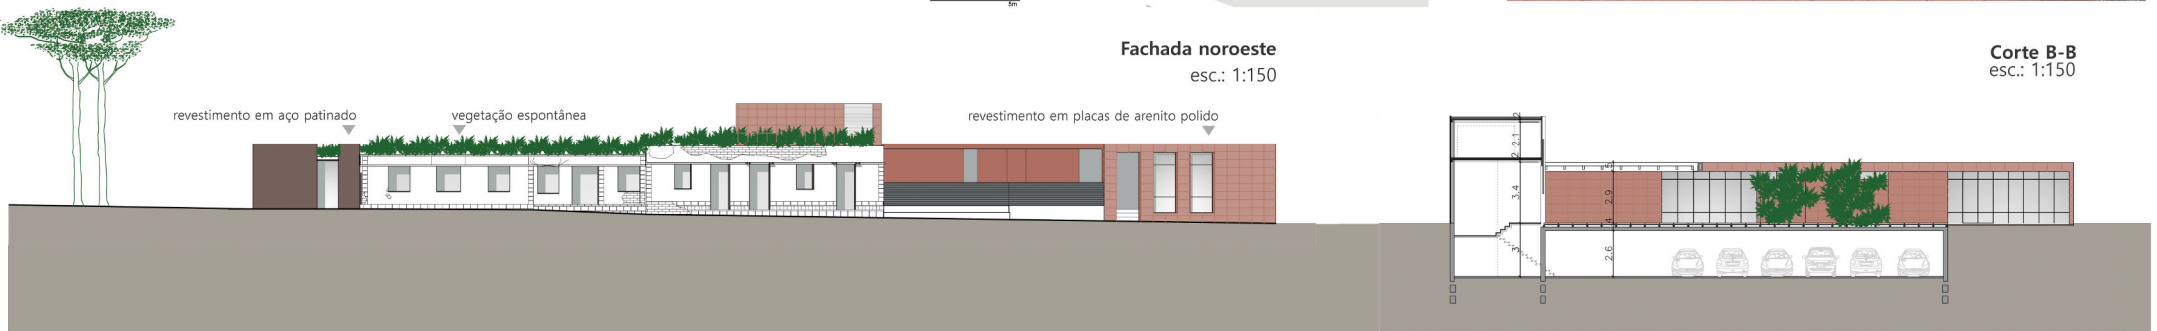 5m
Fachada noroeste
esc.: 1:150
Corte B-B
esc.: 1:150
revestimento em aço patinado
vegetação espontânea
revestimento em placas de arenito polido
2.1
3.4
2.9
3
2.6